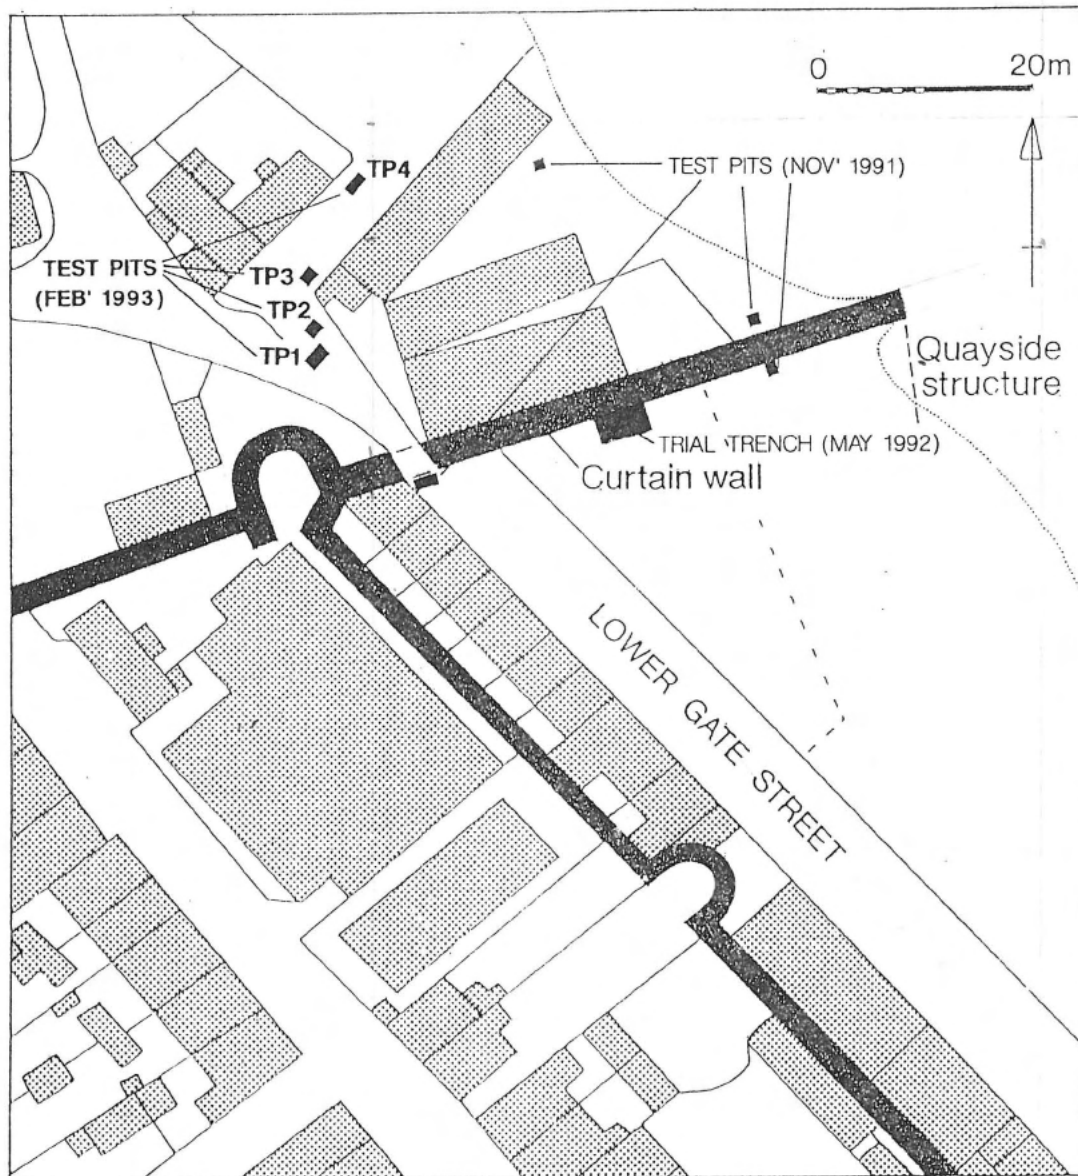 0 20m
TP4
TEST PITS (NOV' 1991)
TEST PITS
(FEB' 1993)
TP3
TP2
TP1
Quayside
structure
TRIAL TRENCH (MAY 1992)
Curtain wall
LOWER GATE STREET